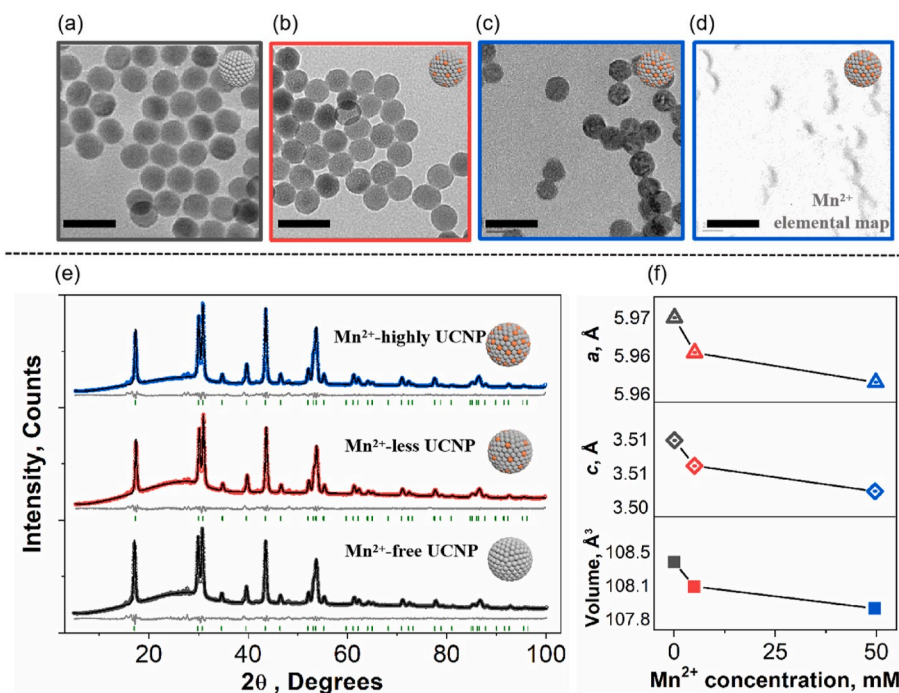 (a)
(b)
(c)
(d)
Mn²⁺
elemental map
(e)
Mn²⁺-highly UCNP
Mn²⁺-less UCNP
Mn²⁺-free UCNP
Intensity, Counts
20
40
60
80
100
2θ , Degrees
(f)
5.97
5.96
5.96
a, Å
3.51
3.51
3.50
c, Å
108.5
108.1
107.8
Volume, Å³
0
25
50
Mn²⁺ concentration, mM